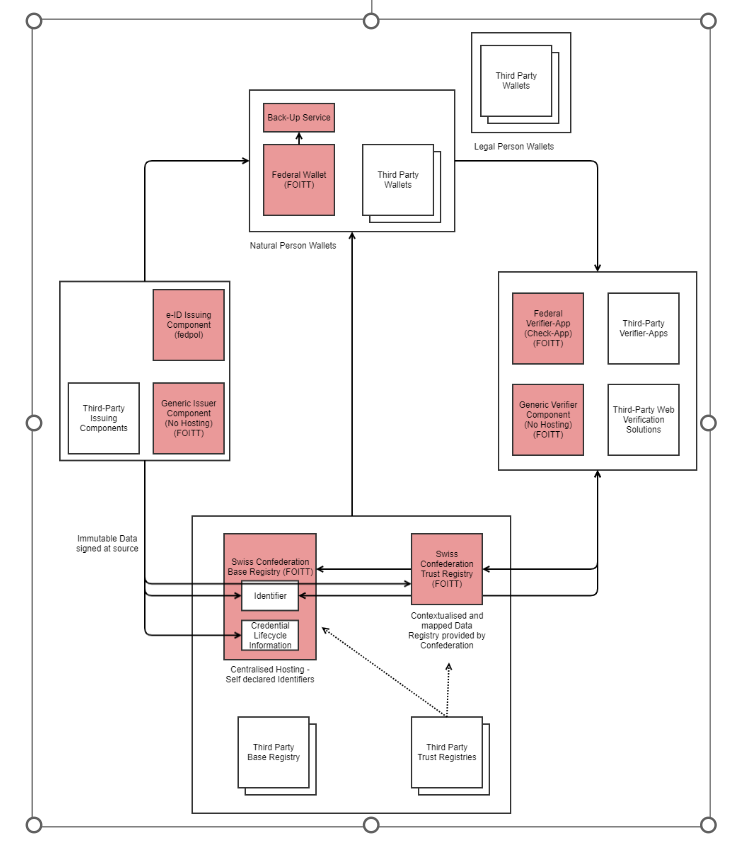 Third Party
Wallets
Legal Person Wallets
Back-Up Service
Federal Wallet
(FOITT)
Third Party
Wallets
Natural Person Wallets
e-ID Issuing
Component
(fedpol)
Third-Party
Issuing
Components
Generic Issuer
Component
(No Hosting)
(FOITT)
Federal
Verifier-App
(Check-App)
(FOITT)
Third-Party
Verifier-Apps
Generic Verifier
Component
(No Hosting)
(FOITT)
Third-Party Web
Verification
Solutions
Immutable Data
signed at source
Swiss Confederation
Base Registry (FOITT)
Identifier
Credential
Lifecycle
Information
Centralised Hosting -
Self declared Identifiers
Swiss
Confederation
Trust Registry
(FOITT)
Contextualised and
mapped Data
Registry provided by
Confederation
Third Party
Base Registry
Third Party
Trust Registries